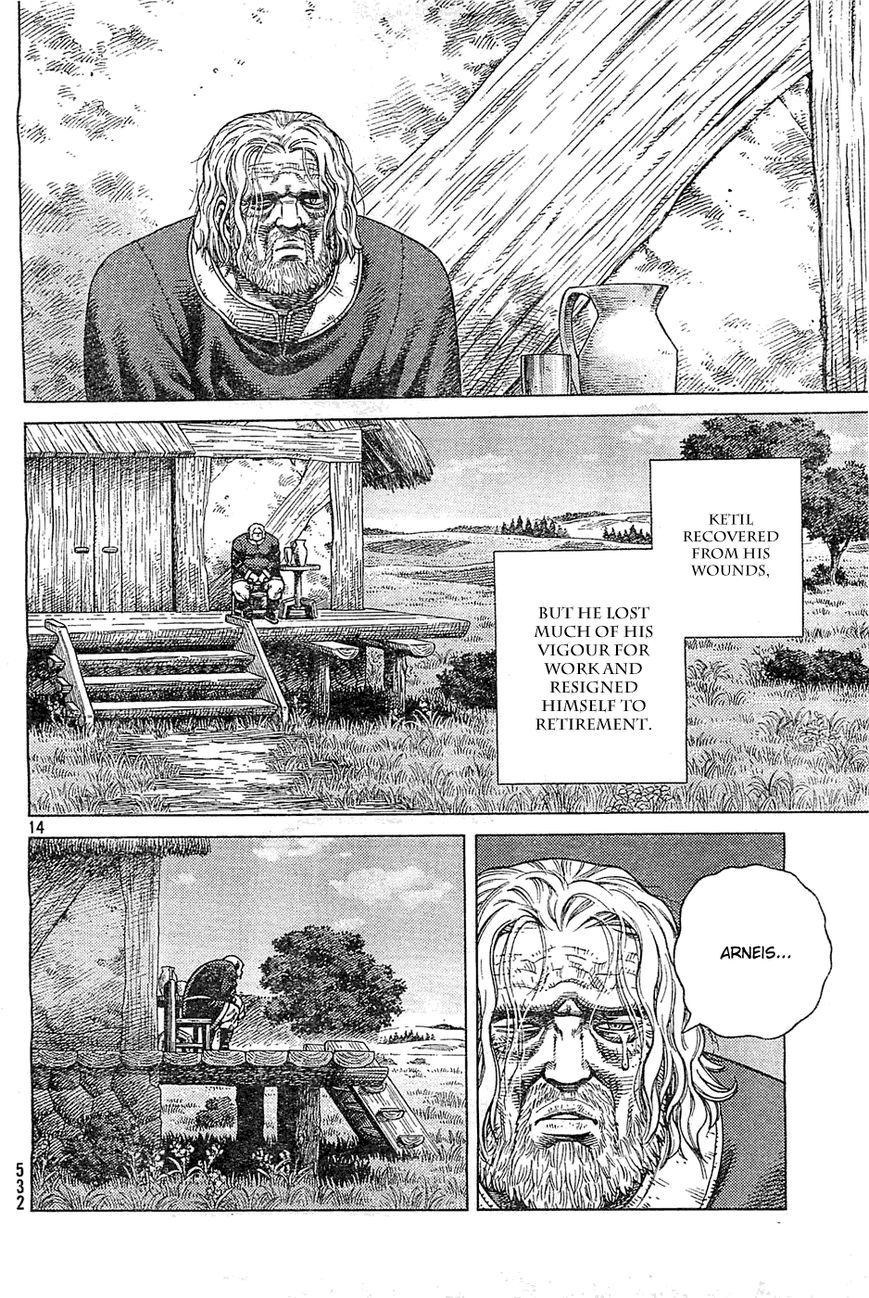 KETIL
RECOVERED
FROM HIS
WOUNDS,
BUT HE LOST
MUCH OF HIS
VIGOUR FOR
WORK AND
RESIGNED
HIMSELF TO
RETIREMENT.
14
ARNEIS...
532